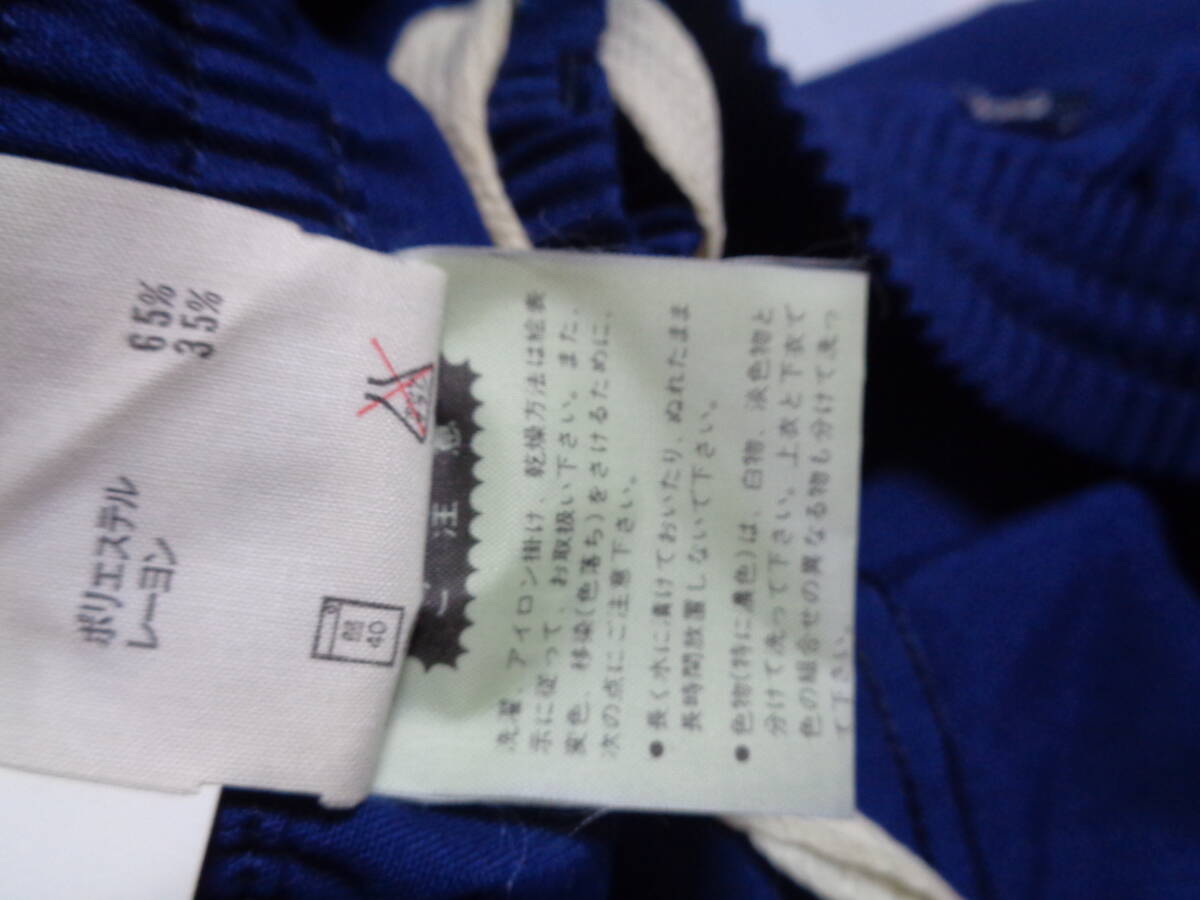 ポリエステル 65%
レーヨン 35%
弱
40
ご注意
洗濯、アイロン掛け、乾燥方法は絵表
示に従って、お取扱い下さい。また、
変色、移染(色落ち)をさけるために、
次の点にご注意下さい。
●長く水に漬けておいたり、ぬれたまま
長時間放置しないで下さい。
●色物(特に濃色)は、白物、淡色物と
分けて洗って下さい。上衣と下衣で
色の組合せの異なる物も分けて洗っ
て下さい。